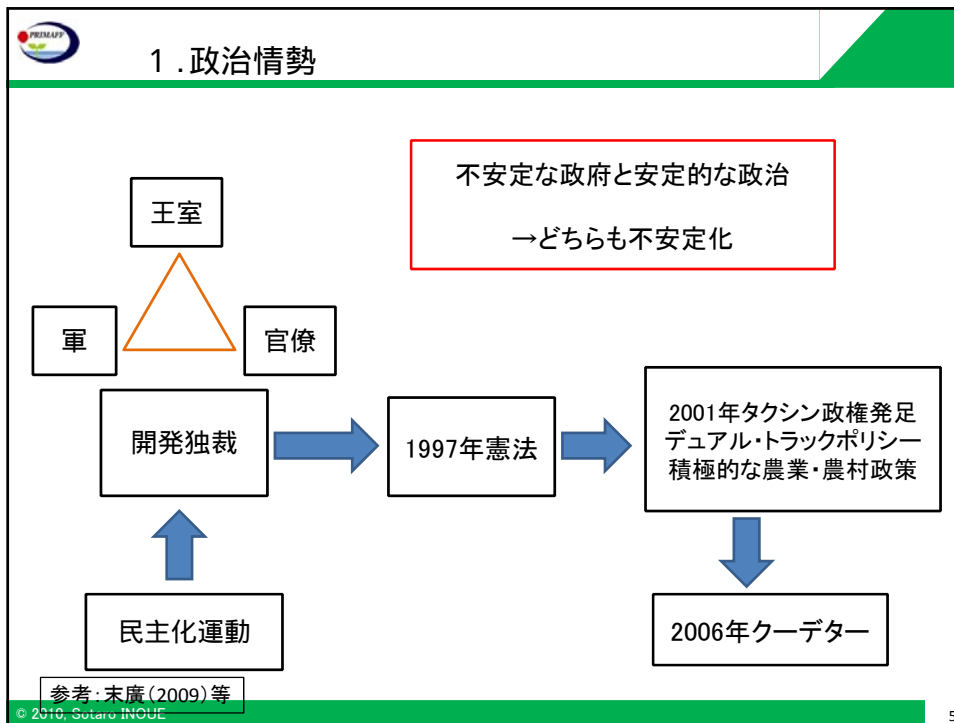 PRIMAFF
１.政治情勢
不安定な政府と安定的な政治
→どちらも不安定化
王室
軍
官僚
開発独裁
1997年憲法
2001年タクシン政権発足
デュアル・トラックポリシー
積極的な農業・農村政策
民主化運動
2006年クーデター
参考：末廣（2009）等
© 2010, Sotaro INOUE
5